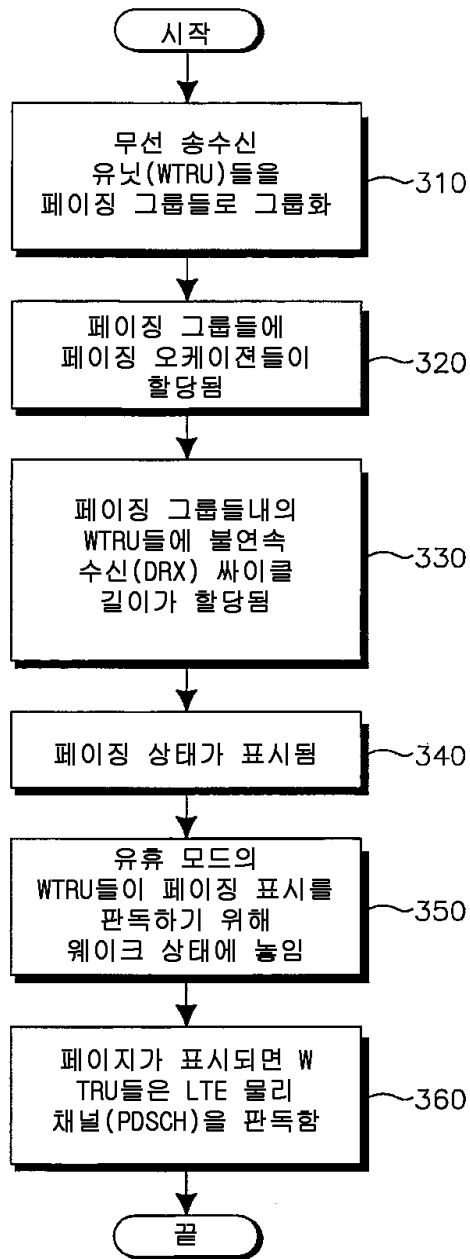 시작
무선 송수신
유닛(WTRU)들을
페이징 그룹들로 그룹화
310
페이징 그룹들에
페이징 오케이젼들이
할당됨
320
페이징 그룹들내의
WTRU들에 불연속
수신(DRX) 싸이클
길이가 할당됨
330
페이징 상태가 표시됨
340
유휴 모드의
WTRU들이 페이징 표시를
판독하기 위해
웨이크 상태에 놓임
350
페이지가 표시되면 W
TRU들은 LTE 물리
채널(PDSCH)을 판독함
360
끝